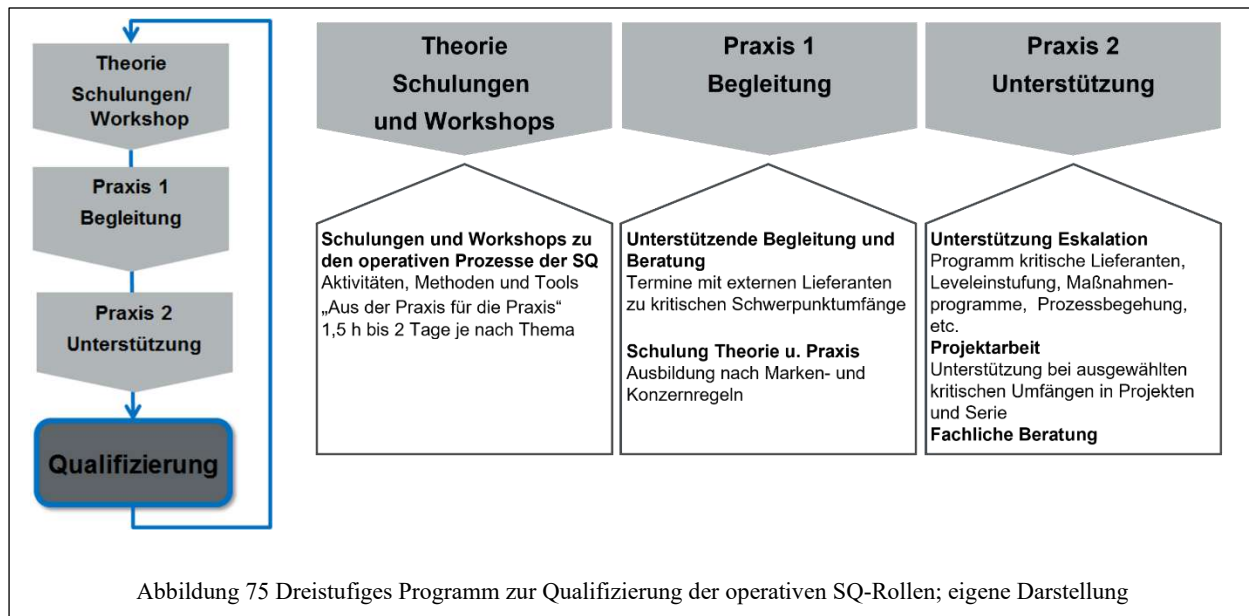 Theorie
Schulungen/
Workshop
Praxis 1
Begleitung
Praxis 2
Unterstützung
Qualifizierung
Theorie
Schulungen
und Workshops
Schulungen und Workshops zu
den operativen Prozesse der SQ
Aktivitäten, Methoden und Tools
„Aus der Praxis für die Praxis“
1,5 h bis 2 Tage je nach Thema
Praxis 1
Begleitung
Unterstützende Begleitung und
Beratung
Termine mit externen Lieferanten
zu kritischen Schwerpunktumfänge
Schulung Theorie u. Praxis
Ausbildung nach Marken- und
Konzernregeln
Praxis 2
Unterstützung
Unterstützung Eskalation
Programm kritische Lieferanten,
Leveleinstufung, Maßnahmen-
programme, Prozessbegehung,
etc.
Projektarbeit
Unterstützung bei ausgewählten
kritischen Umfängen in Projekten
und Serie
Fachliche Beratung
Abbildung 75 Dreistufiges Programm zur Qualifizierung der operativen SQ-Rollen; eigene Darstellung